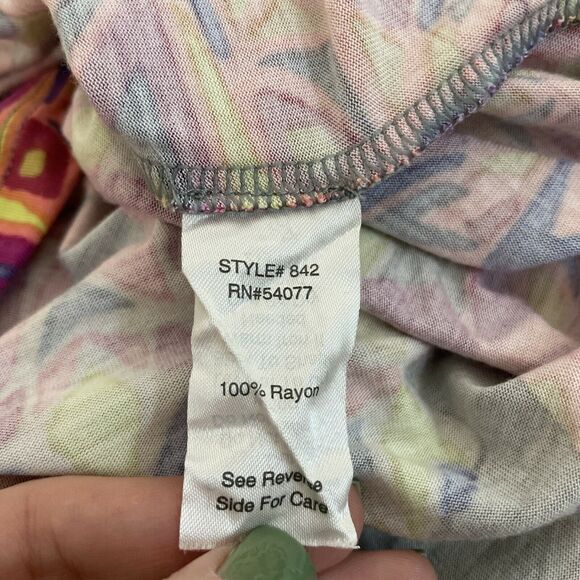 STYLE# 842
RN#54077
100% Rayon
See Reverse
Side For Care